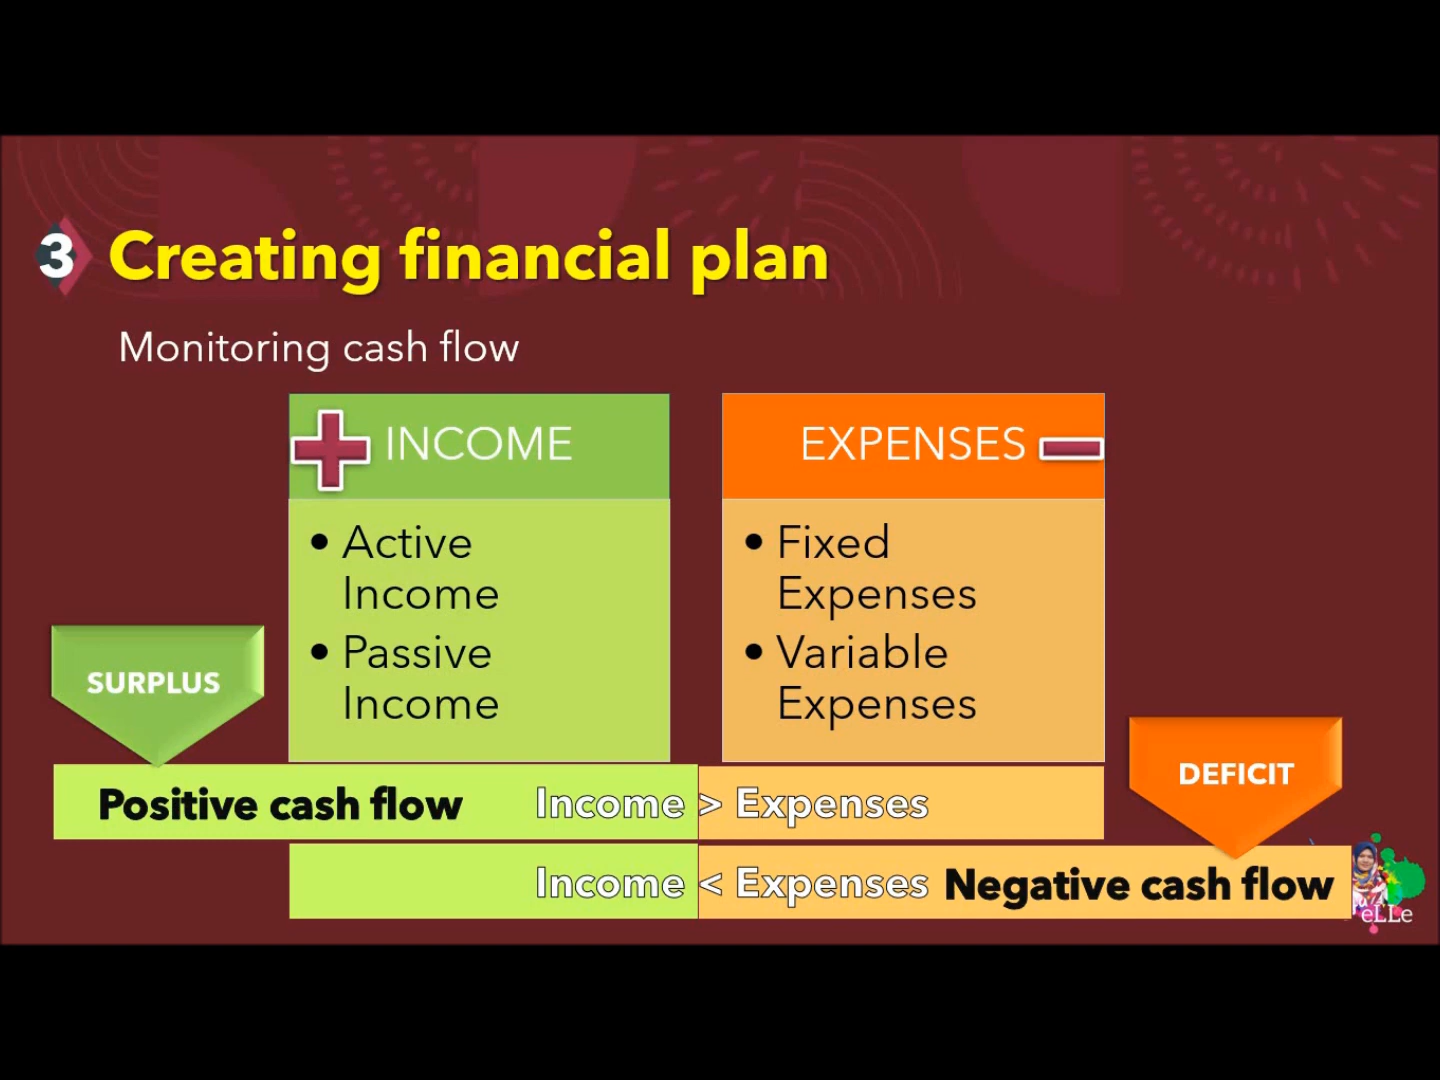 3 Creating financial plan
Monitoring cash flow
INCOME
• Active
Income
• Passive
Income
EXPENSES
• Fixed
Expenses
• Variable
Expenses
SURPLUS
DEFICIT
Positive cash flow Income > Expenses
Income < Expenses Negative cash flow
eLLe